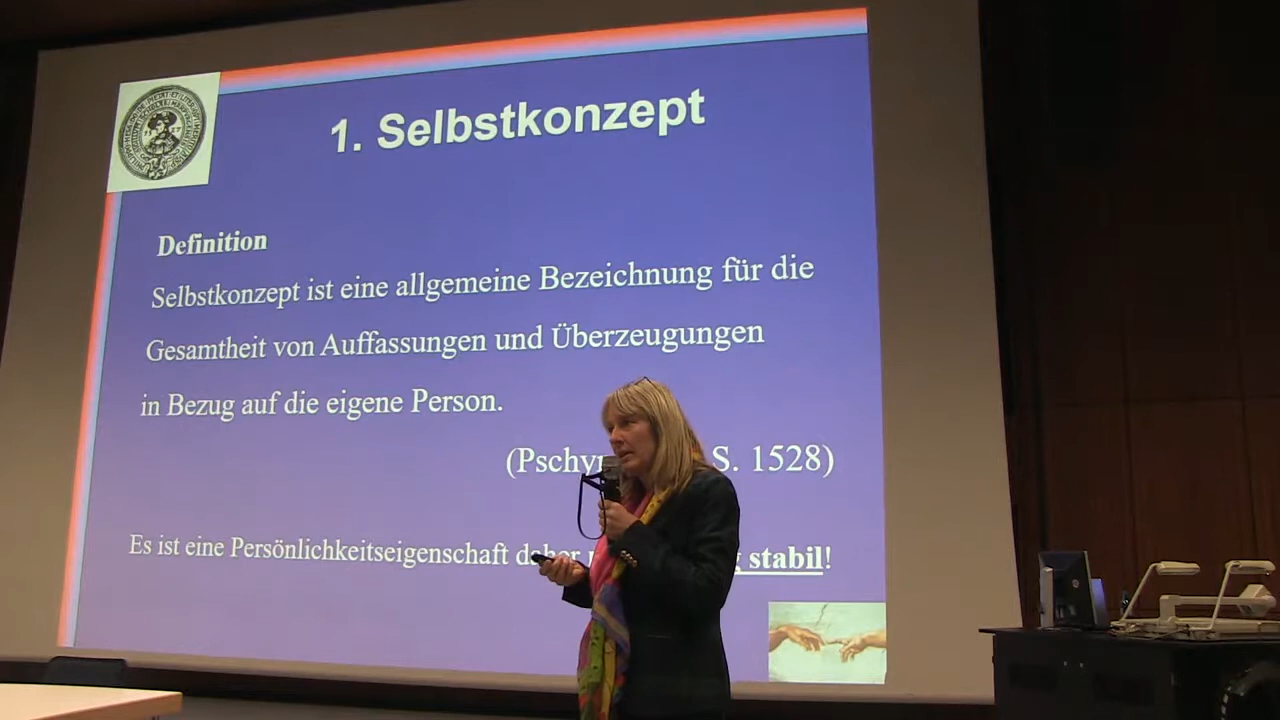 1. Selbstkonzept
Definition
Selbstkonzept ist eine allgemeine Bezeichnung für die
Gesamtheit von Auffassungen und Überzeugungen
in Bezug auf die eigene Person.
S. 1528)
Es ist eine Persönlichkeitseigenschaft daher stabil!